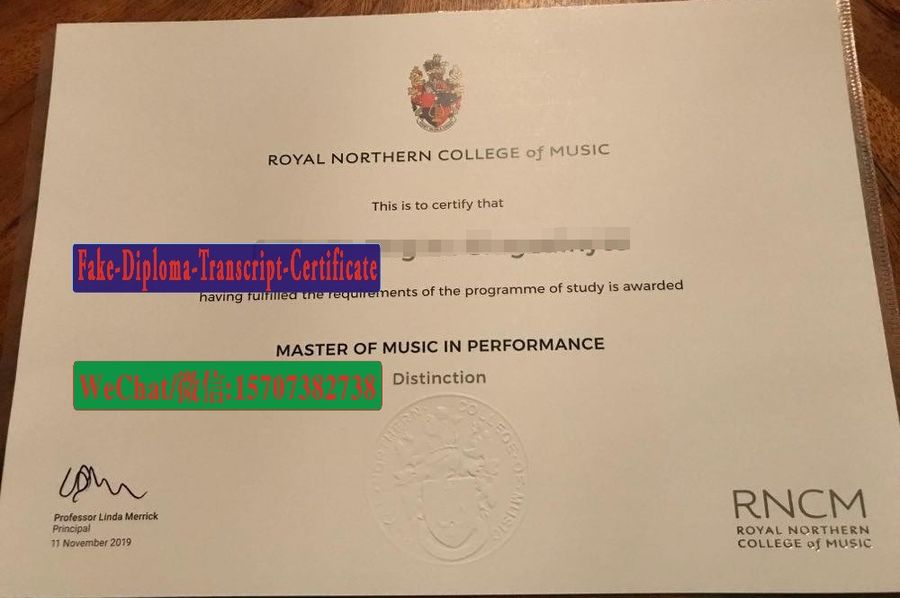 ROYAL NORTHERN COLLEGE of MUSIC
This is to certify that
Fake-Diploma-Transcript-Certificate
having fulfilled the requirements of the programme of study is awarded
MASTER OF MUSIC IN PERFORMANCE
WeChat/微信:15707382738
Distinction
Professor Linda Merrick
Principal
11 November 2019
RNCM
ROYAL NORTHERN
COLLEGE of MUSIC